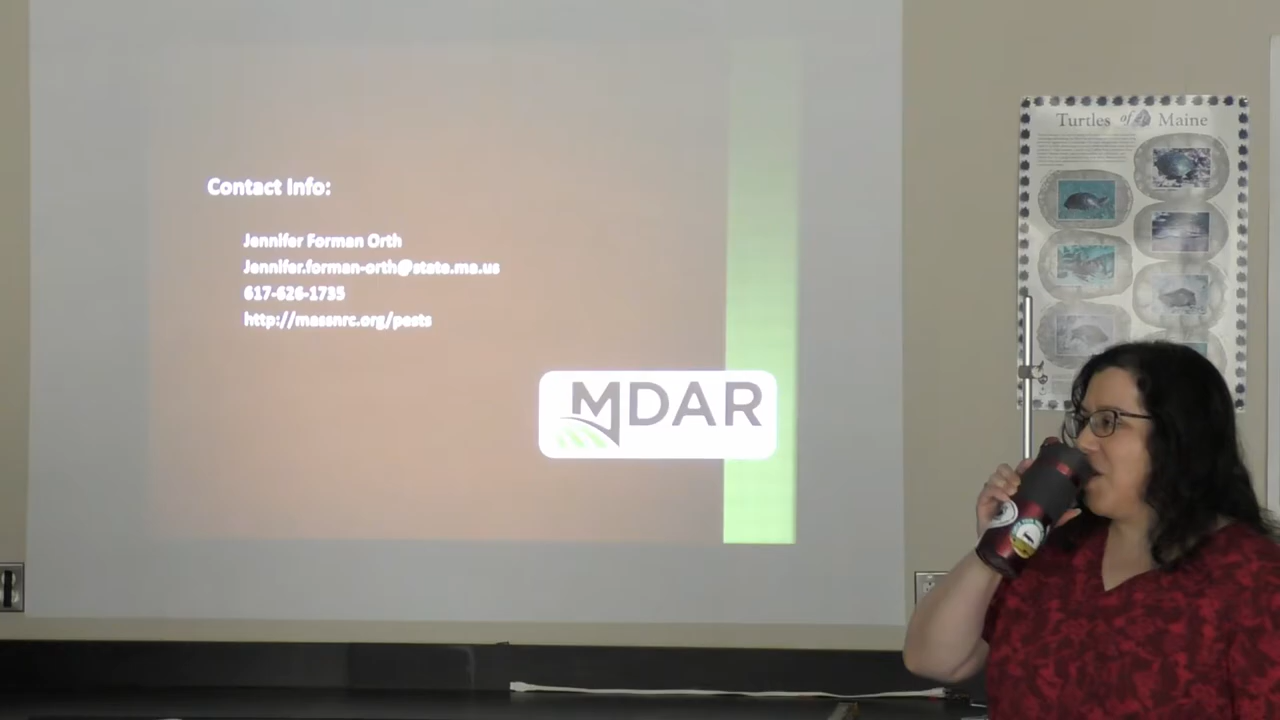 Contact Info:
Jennifer Forman Orth
Jennifer.forman-orth@state.ma.us
617-626-1735
http://massnrc.org/pests
MDAR
Turtles of Maine